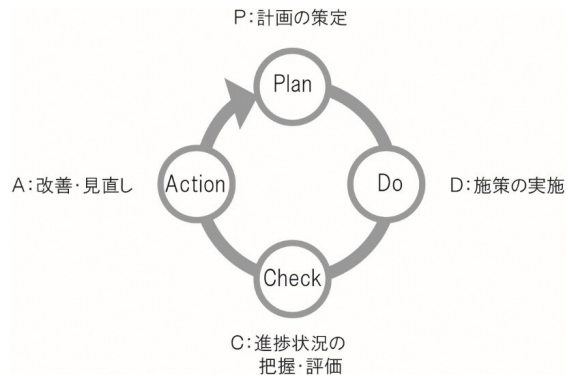 P:計画の策定
Plan
A:改善・見直し
Action
Do
D:施策の実施
Check
C:進捗状況の
把握・評価